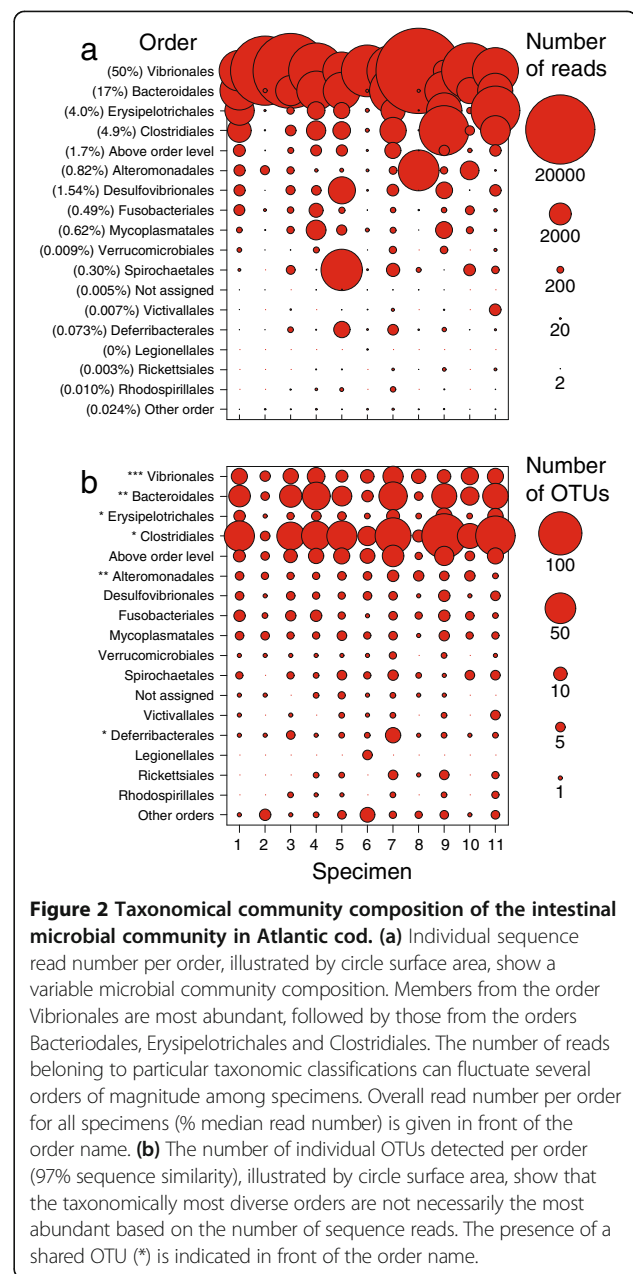 a
Order
Number
of reads
(50%) Vibrionales
(17%) Bacteroidales
(4.0%) Erysipelotrichales
(4.9%) Clostridiales
(1.7%) Above order level
(0.82%) Alteromonadales
(1.54%) Desulfovibrionales
(0.49%) Fusobacteriales
(0.62%) Mycoplasmatales
(0.009%) Verrucomicrobiales
(0.30%) Spirochaetales
(0.005%) Not assigned
(0.007%) Victivallales
(0.073%) Deferribacterales
(0%) Legionellales
(0.003%) Rickettsiales
(0.010%) Rhodospirillales
(0.024%) Other order
20000
2000
200
20
2
b
Number
of OTUs
*** Vibrionales
** Bacteroidales
* Erysipelotrichales
* Clostridiales
Above order level
** Alteromonadales
Desulfovibrionales
Fusobacteriales
Mycoplasmatales
Verrucomicrobiales
Spirochaetales
Not assigned
Victivallales
* Deferribacterales
Legionellales
Rickettsiales
Rhodospirillales
Other orders
100
50
10
5
1
1 2 3 4 5 6 7 8 9 10 11
Specimen
Figure 2 Taxonomical community composition of the intestinal
microbial community in Atlantic cod. (a) Individual sequence
read number per order, illustrated by circle surface area, show a
variable microbial community composition. Members from the order
Vibrionales are most abundant, followed by those from the orders
Bacteriodales, Erysipelotrichales and Clostridiales. The number of reads
beloning to particular taxonomic classifications can fluctuate several
orders of magnitude among specimens. Overall read number per order
for all specimens (% median read number) is given in front of the
order name. (b) The number of individual OTUs detected per order
(97% sequence similarity), illustrated by circle surface area, show that
the taxonomically most diverse orders are not necessarily the most
abundant based on the number of sequence reads. The presence of a
shared OTU (*) is indicated in front of the order name.